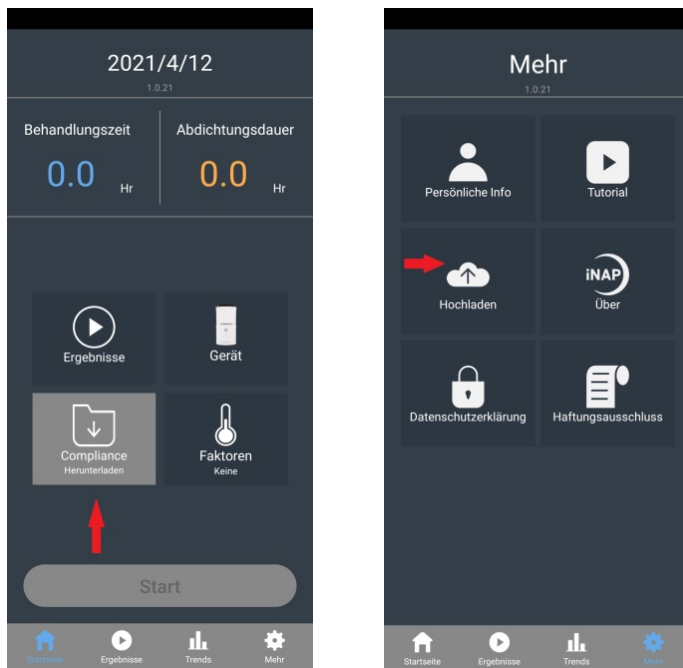 2021/4/12
1.0.21
Behandlungszeit
Abdichtungsdauer
0.0 Hr
0.0 Hr
Ergebnisse
Gerät
Compliance
Herunterladen
Faktoren
Keine
Start
Startseite
Ergebnisse
Trends
Mehr
Mehr
1.0.21
Persönliche Info
Tutorial
Hochladen
iNAP
Über
Datenschutzerklärung
Haftungsausschluss
Startseite
Ergebnisse
Trends
Mehr